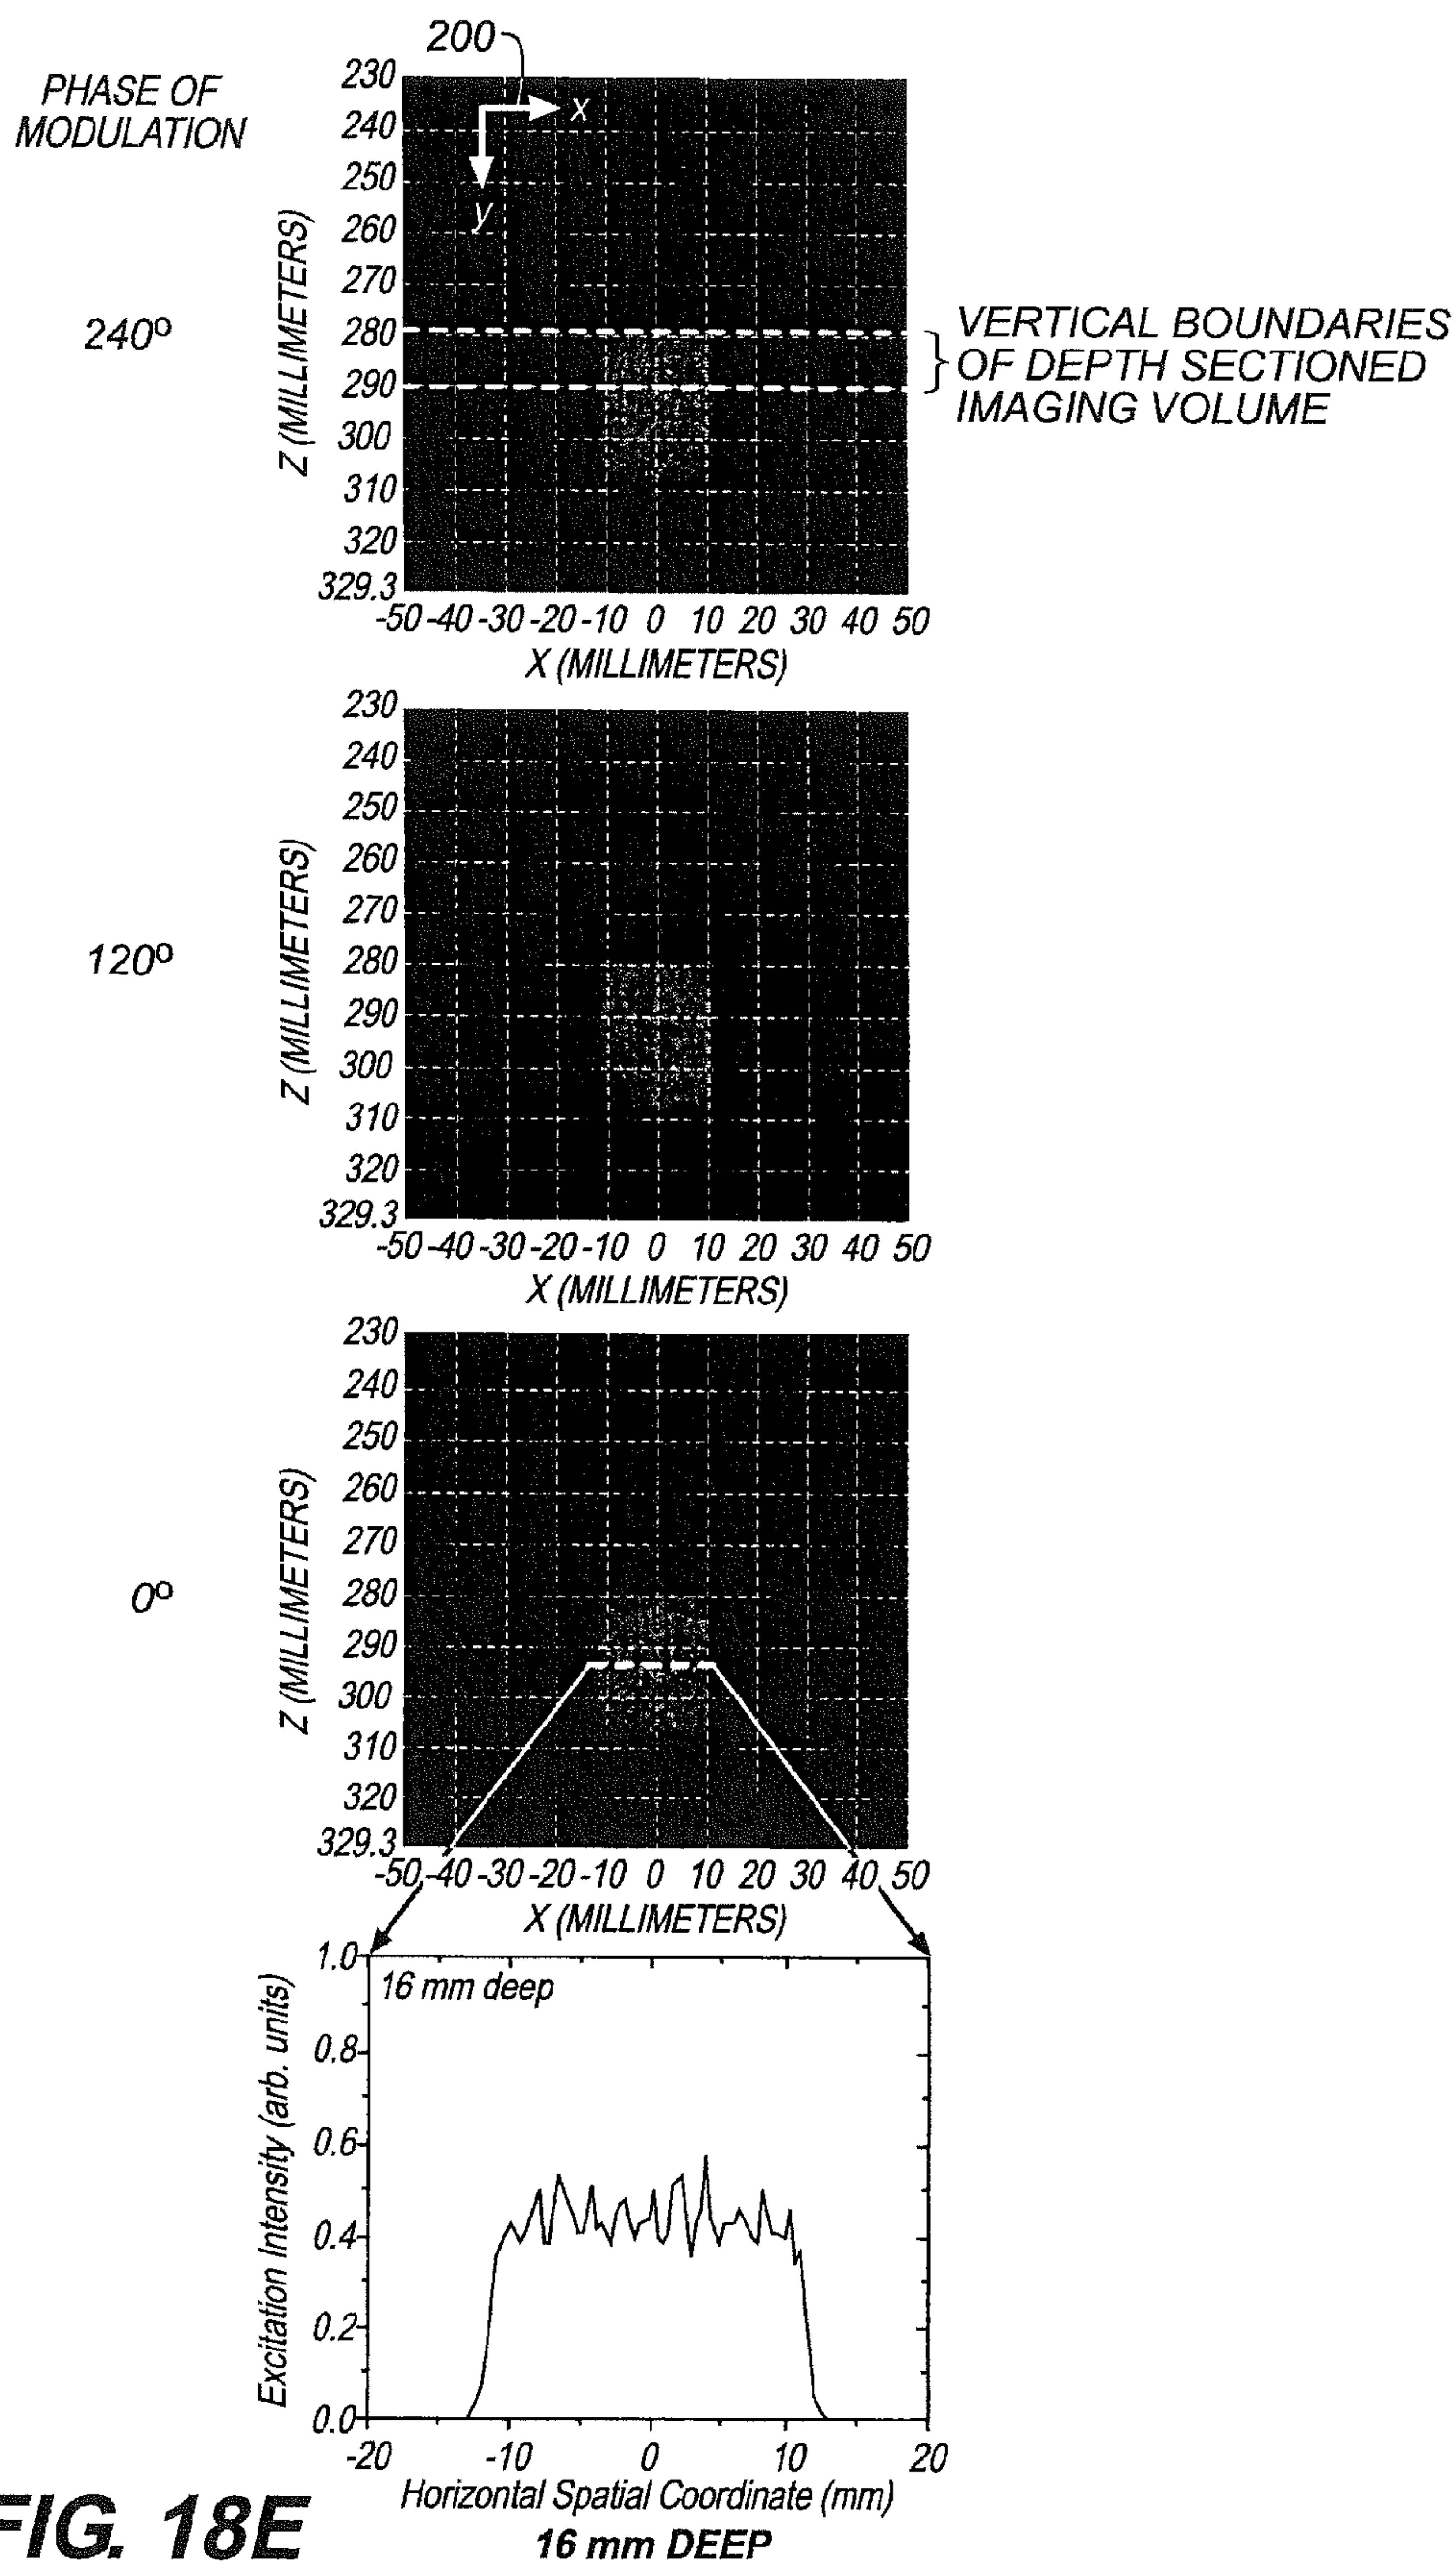 200
PHASE OF
MODULATION
x
y
230
240
250
260
270
280
290
300
310
320
329.3
Z (MILLIMETERS)
240º
VERTICAL BOUNDARIES
OF DEPTH SECTIONED
IMAGING VOLUME
-50 -40 -30 -20 -10 0 10 20 30 40 50
X (MILLIMETERS)
230
240
250
260
270
280
290
300
310
320
329.3
Z (MILLIMETERS)
120º
-50 -40 -30 -20 -10 0 10 20 30 40 50
X (MILLIMETERS)
230
240
250
260
270
280
290
300
310
320
329.3
Z (MILLIMETERS)
0º
-50 -40 -30 -20 -10 0 10 20 30 40 50
X (MILLIMETERS)
1.0
0.8
0.6
0.4
0.2
0.0
Excitation Intensity (arb. units)
16 mm deep
-20 -10 0 10 20
Horizontal Spatial Coordinate (mm)
16 mm DEEP
FIG. 18E